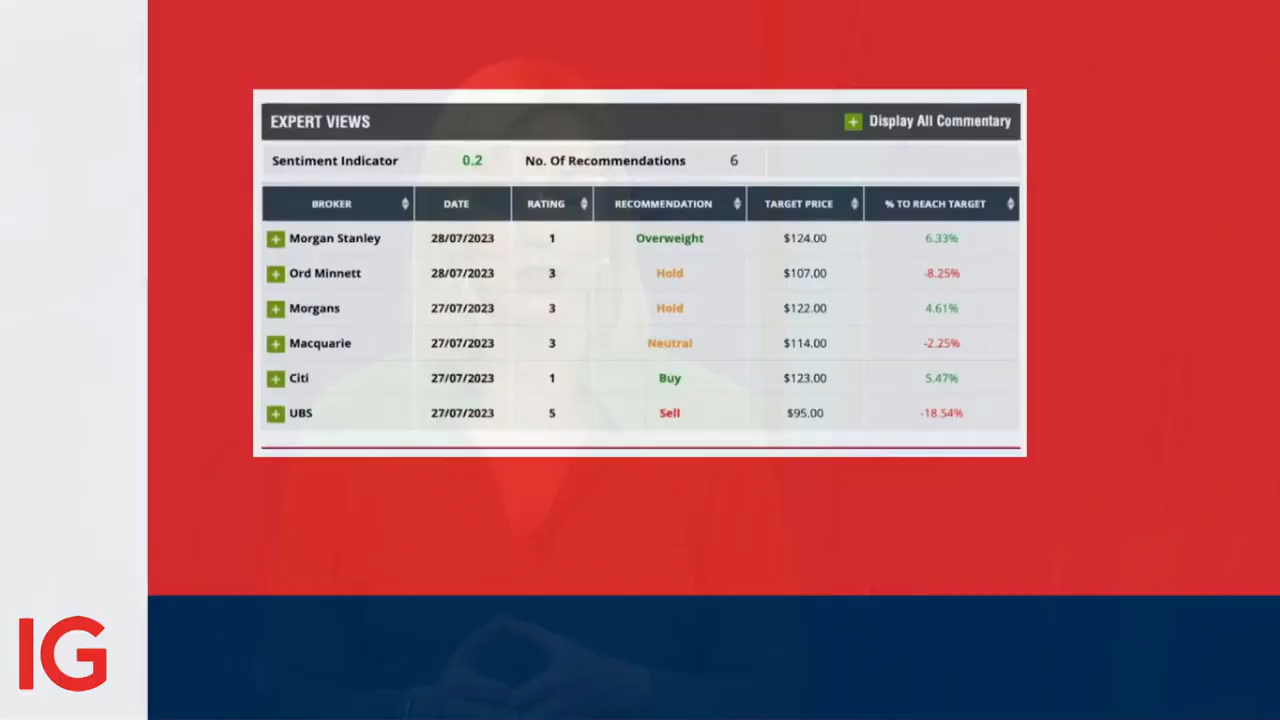 EXPERT VIEWS Display All Commentary
Sentiment Indicator 0.2 No. Of Recommendations 6
BROKER DATE RATING RECOMMENDATION TARGET PRICE % TO REACH TARGET
Morgan Stanley 28/07/2023 1 Overweight $124.00 6.33%
Ord Minnett 28/07/2023 3 Hold $107.00 -8.25%
Morgans 27/07/2023 3 Hold $122.00 4.61%
Macquarie 27/07/2023 3 Neutral $114.00 -2.25%
Citi 27/07/2023 1 Buy $123.00 5.47%
UBS 27/07/2023 5 Sell $95.00 -18.54%
IG